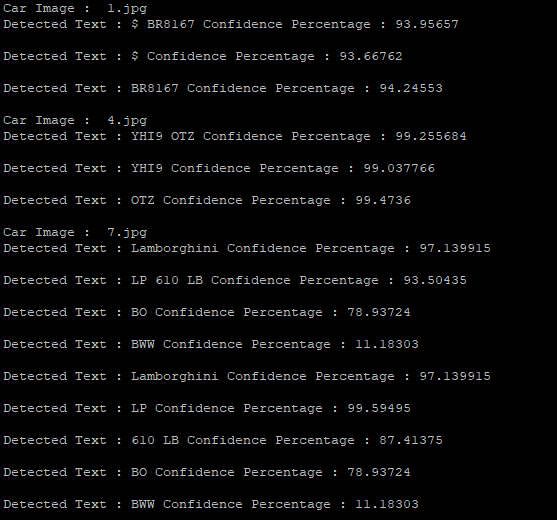 Car Image :  1.jpg
Detected Text : $ BR8167 Confidence Percentage : 93.95657
Detected Text : $ Confidence Percentage : 93.66762
Detected Text : BR8167 Confidence Percentage : 94.24553
Car Image :  4.jpg
Detected Text : YHI9 OTZ Confidence Percentage : 99.255684
Detected Text : YHI9 Confidence Percentage : 99.037766
Detected Text : OTZ Confidence Percentage : 99.4736
Car Image :  7.jpg
Detected Text : Lamborghini Confidence Percentage : 97.139915
Detected Text : LP 610 LB Confidence Percentage : 93.50435
Detected Text : BO Confidence Percentage : 78.93724
Detected Text : BWW Confidence Percentage : 11.18303
Detected Text : Lamborghini Confidence Percentage : 97.139915
Detected Text : LP Confidence Percentage : 99.59495
Detected Text : 610 LB Confidence Percentage : 87.41375
Detected Text : BO Confidence Percentage : 78.93724
Detected Text : BWW Confidence Percentage : 11.18303